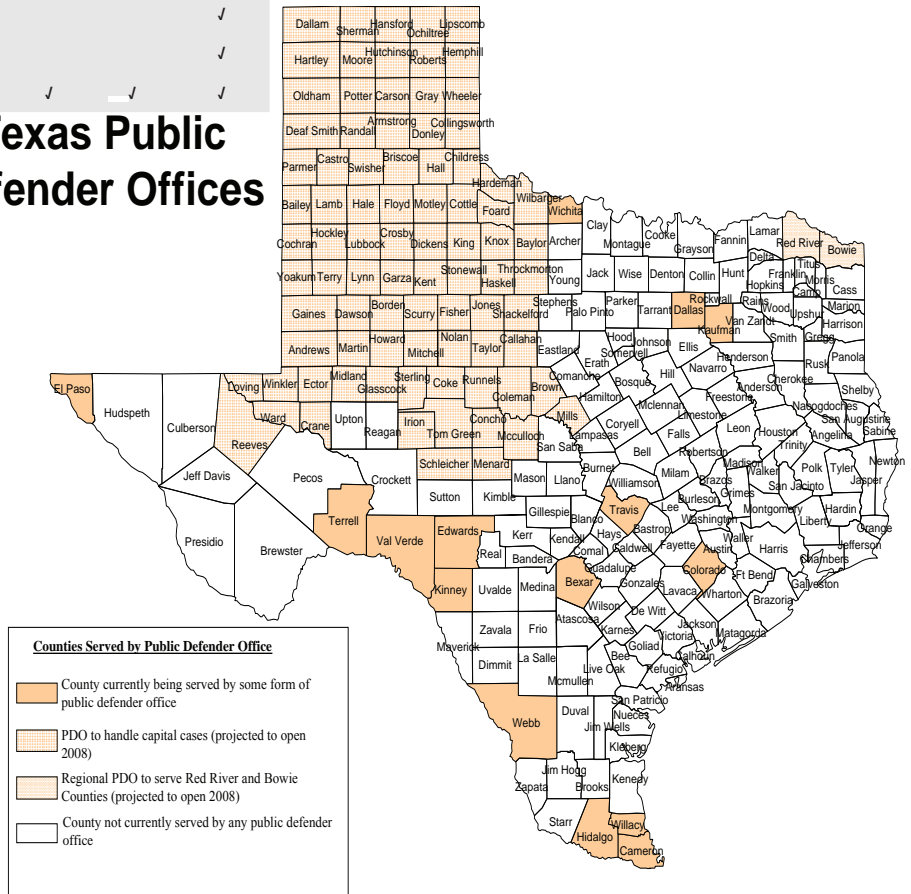 √
√
√ √ √
exas Public
fender Offices
Dallam Sherman Hansford Ochiltree Lipscomb
Hartley Moore Hutchinson Roberts Hemphill
Oldham Potter Carson Gray Wheeler
Deaf Smith Randall Armstrong Donley Collingsworth
Parmer Castro Swisher Briscoe Hall Childress
Hardeman
Bailey Lamb Hale Floyd Motley Cottle Foard Wilbarger Wichita
Cochran Hockley Lubbock Crosby Dickens King Knox Baylor Archer Clay Montague Cooke Grayson Fannin Lamar Red River Bowie
Delta Titus
Yoakum Terry Lynn Garza Kent Stonewall Haskell Throckmorton Young Jack Wise Denton Collin Hunt Hopkins Franklin Morris Cass
Camp
Gaines Dawson Borden Scurry Fisher Jones Shackelford Stephens Palo Pinto Parker Tarrant Dallas Rockwall Rains Wood Upshur Marion
Kaufman Van Zandt Harrison
Andrews Martin Howard Mitchell Nolan Taylor Callahan Eastland Hood Johnson Ellis Smith Gregg
Erath Somervell Henderson Rusk Panola
El Paso Hudspeth Culberson Loving Winkler Ector Midland Glasscock Sterling Coke Runnels Coleman Brown Comanche Bosque Hill Navarro Anderson Cherokee Shelby
Hamilton Freestone Nacogdoches
Reeves Ward Crane Upton Reagan Irion Tom Green Concho Mcculloch Mills Coryell Mclennan Limestone San Augustine
San Saba Lampasas Falls Leon Houston Angelina Sabine
Trinity
Jeff Davis Pecos Crockett Schleicher Menard Bell Robertson
Mason Llano Burnet Milam Madison Walker Polk Tyler Newton
Sutton Kimble Williamson Brazos Grimes San Jacinto Jasper
Burleson
Presidio Brewster Terrell Gillespie Blanco Travis Lee Montgomery Liberty Hardin
Washington
Val Verde Edwards Kerr Kendall Hays Bastrop Orange
Real Bandera Comal Caldwell Fayette Austin Waller Harris Jefferson
Chambers
Guadalupe Colorado
Kinney Uvalde Medina Bexar Gonzales Lavaca Ft Bend Galveston
Wilson Wharton Brazoria
De Witt
Zavala Frio Atascosa Karnes Jackson Matagorda
Maverick Goliad Victoria
Bee Calhoun
Dimmit La Salle Mcmullen Live Oak Refugio
Aransas
San Patricio
Webb Duval Jim Wells Nueces
Kleberg
Zapata Jim Hogg Brooks Kenedy
Starr Hidalgo Willacy
Cameron
Counties Served by Public Defender Office
County currently being served by some form of
public defender office
PDO to handle capital cases (projected to open
2008)
Regional PDO to serve Red River and Bowie
Counties (projected to open 2008)
County not currently served by any public defender
office